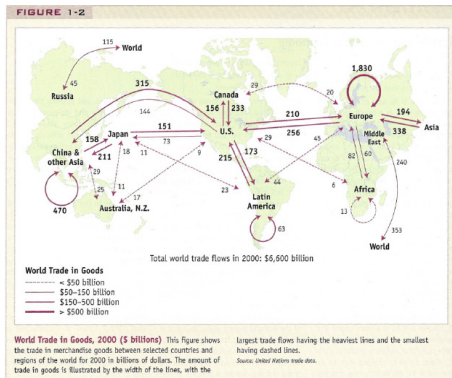 FIGURE 1-2
115
World
45
Russia
315
144
Canada
156
233
29
20
1,830
Europe
194
338
Asia
210
256
U.S.
158
Japan
151
73
211
China &
other Asia
18
11
9
29
25
11
17
470
Australia, N.Z.
215
173
29
45
Middle
East
82
60
240
23
44
6
Latin
America
63
Africa
13
353
World
Total world trade flows in 2000: $6,600 billion
World Trade in Goods
< $50 billion
$50–150 billion
$150-500 billion
> $500 billion
World Trade in Goods, 2000 ($ billions) This figure shows
the trade in merchandise goods between selected countries and
regions of the world for 2000 in billions of dollars. The amount of
trade in goods is illustrated by the width of the lines, with the
largest trade flows having the heaviest lines and the smallest
having dashed lines.
Source: United Nations trade data.